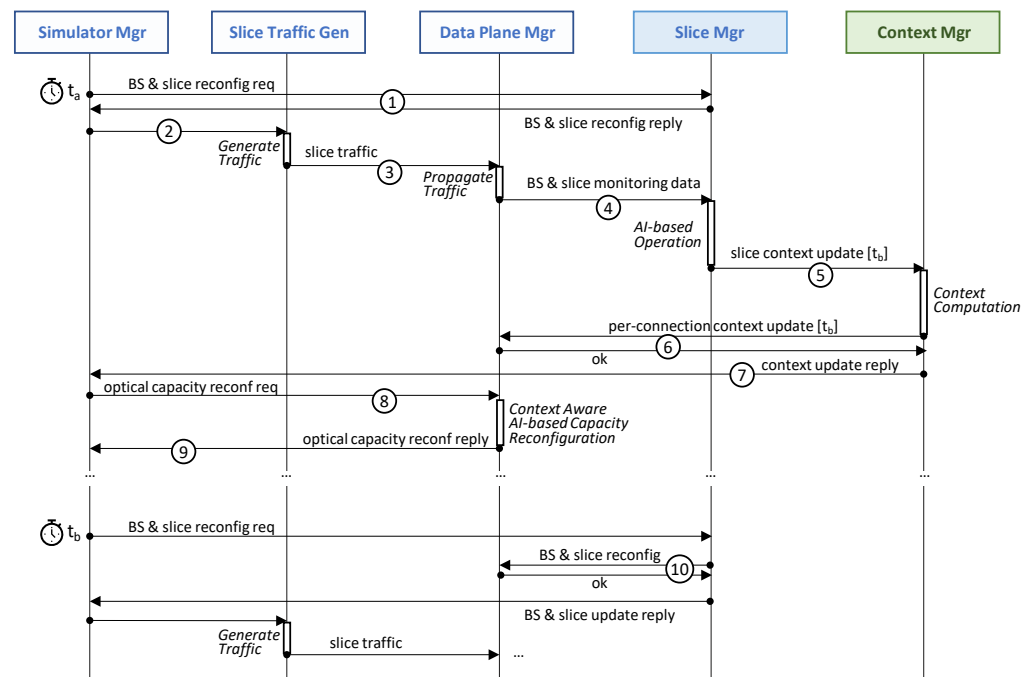 Simulator Mgr
Slice Traffic Gen
Data Plane Mgr
Slice Mgr
Context Mgr
ta
BS & slice reconfig req
1
BS & slice reconfig reply
2
Generate
Traffic
slice traffic
3
Propagate
Traffic
BS & slice monitoring data
4
AI-based
Operation
slice context update [tb]
5
Context
Computation
per-connection context update [tb]
6
ok
context update reply
7
optical capacity reconf req
8
Context Aware
AI-based Capacity
Reconfiguration
optical capacity reconf reply
9
... ... ... ... ...
tb
BS & slice reconfig req
BS & slice reconfig
10
ok
BS & slice update reply
Generate
Traffic
slice traffic
...